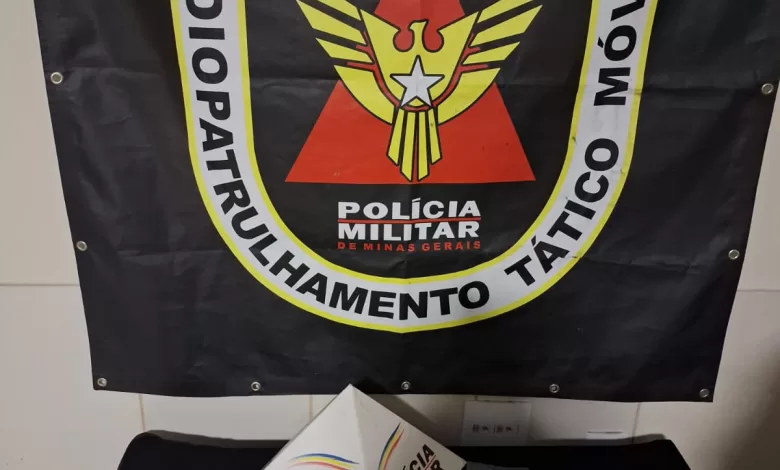 DIOPATRULHAMENTO TÁTICO MÓV
POLÍCIA
MILITAR
DE MINAS GERAIS